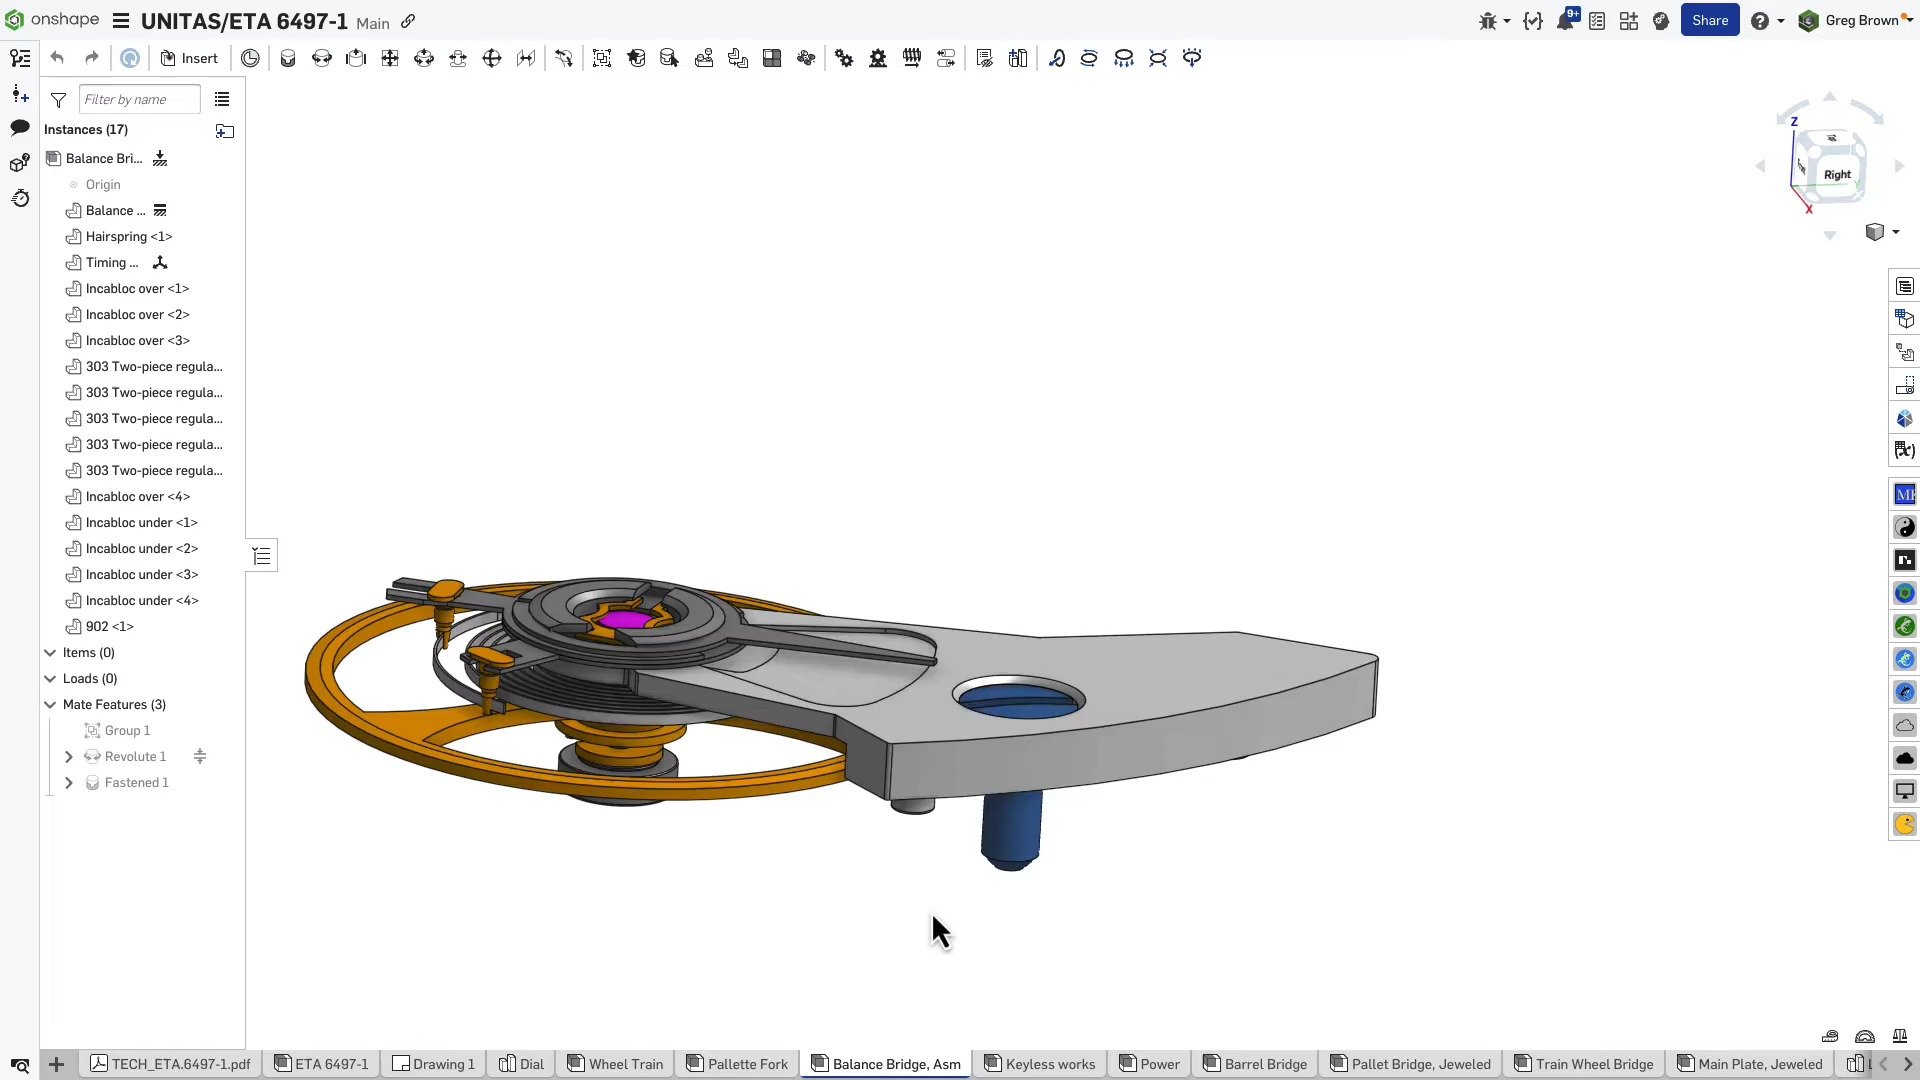 onshape UNITAS/ETA 6497-1 Main 9+ Share Greg Brown
Insert
Filter by name
Instances (17)
Balance Bri...
Origin
Balance ...
Hairspring <1>
Timing ...
Incabloc over <1>
Incabloc over <2>
Incabloc over <3>
303 Two-piece regula...
303 Two-piece regula...
303 Two-piece regula...
303 Two-piece regula...
303 Two-piece regula...
Incabloc over <4>
Incabloc under <1>
Incabloc under <2>
Incabloc under <3>
Incabloc under <4>
902 <1>
Items (0)
Loads (0)
Mate Features (3)
Group 1
Revolute 1
Fastened 1
Z
Right
Y
X
TECH_ETA.6497-1.pdf ETA 6497-1 Drawing 1 Dial Wheel Train Pallette Fork Balance Bridge, Asm Keyless works Power Barrel Bridge Pallet Bridge, Jeweled Train Wheel Bridge Main Plate, Jeweled